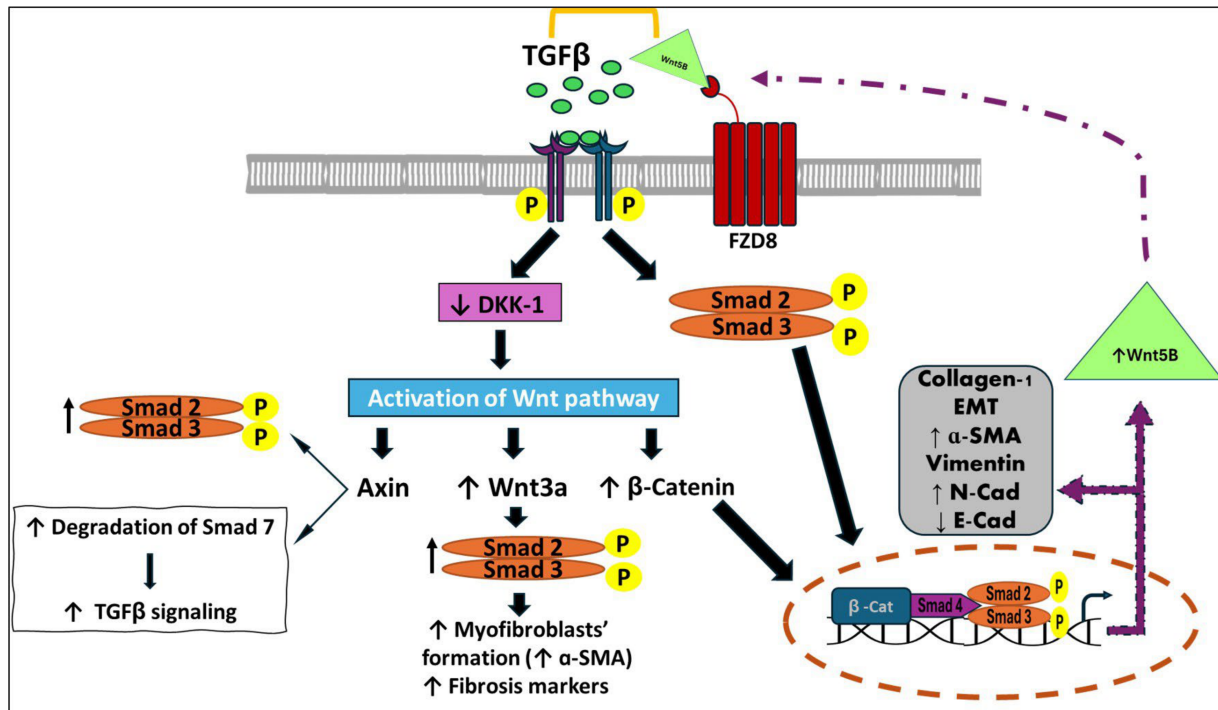 TGFβ
Wnt5B
P
P
FZD8
↓ DKK-1
Smad 2
Smad 3
P
P
Activation of Wnt pathway
↑Wnt5B
Collagen-1
EMT
↑ α-SMA
Vimentin
↑ N-Cad
↓ E-Cad
↑
Smad 2
Smad 3
P
P
Axin
↑ Wnt3a
↑ β-Catenin
↑ Degradation of Smad 7
↑ TGFβ signaling
↑
Smad 2
Smad 3
P
P
↑ Myofibroblasts’
formation (↑ α-SMA)
↑ Fibrosis markers
β -Cat
Smad 4
Smad 2
Smad 3
P
P